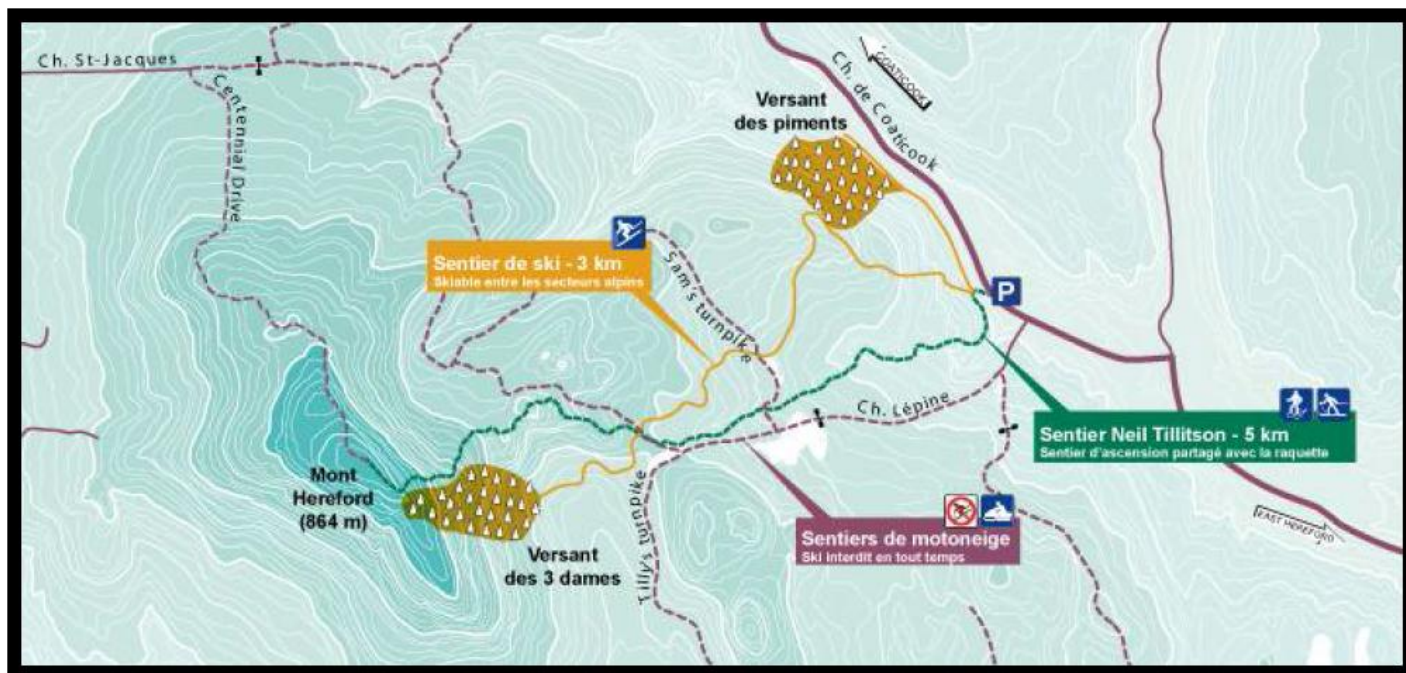 Ch. St-Jacques
Centennial Drive
Versant
des piments
COATICOOK
Ch. de Coaticook
Sentier de ski - 3 km
Skiable entre les secteurs alpins
Sam's turnpike
P
Ch. Lépine
Sentier Neil Tillitson - 5 km
Sentier d'ascension partagé avec la raquette
Mont
Hereford
(864 m)
Versant
des 3 dames
Tilly's turnpike
Sentiers de motoneige
Ski interdit en tout temps
EAST HEREFORD